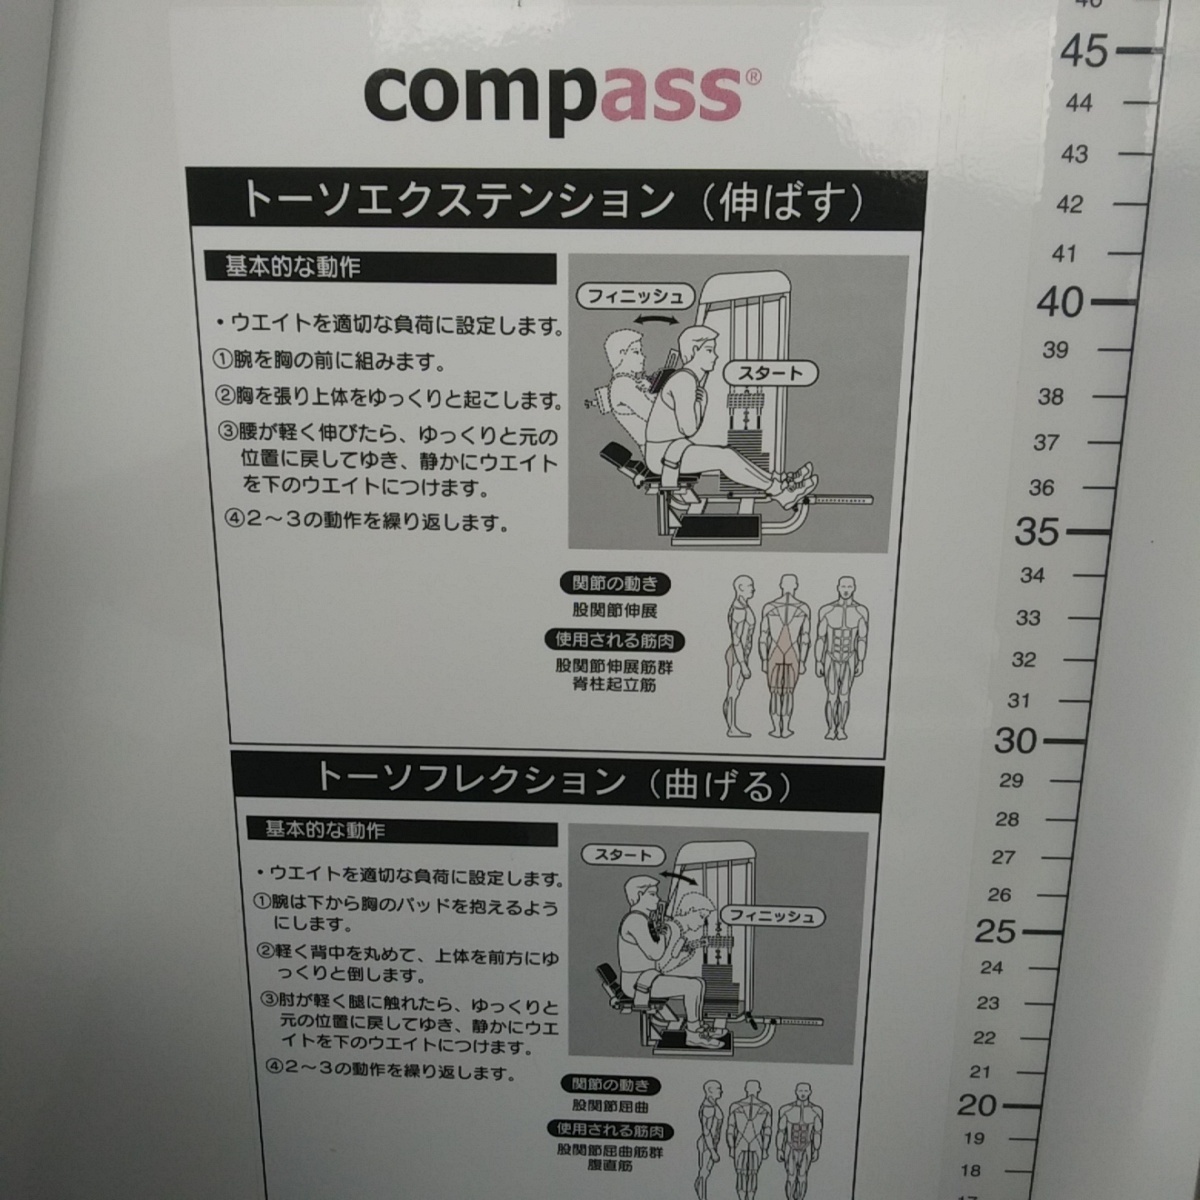 compass®
トーソエクステンション（伸ばす）
基本的な動作
・ウエイトを適切な負荷に設定します。
①腕を胸の前に組みます。
②胸を張り上体をゆっくりと起こします。
③腰が軽く伸びたら、ゆっくりと元の
位置に戻してゆき、静かにウエイト
を下のウエイトにつけます。
④２～３の動作を繰り返します。
フィニッシュ
スタート
関節の動き
股関節伸展
使用される筋肉
股関節伸展筋群
脊柱起立筋
トーソフレクション（曲げる）
基本的な動作
・ウエイトを適切な負荷に設定します。
①腕は下から胸のパッドを抱えるよう
にします。
②軽く背中を丸めて、上体を前方にゆ
っくりと倒します。
③肘が軽く腿に触れたら、ゆっくりと
元の位置に戻してゆき、静かにウエ
イトを下のウエイトにつけます。
④２～３の動作を繰り返します。
スタート
フィニッシュ
関節の動き
股関節屈曲
使用される筋肉
股関節屈曲筋群
腹直筋
45
44
43
42
41
40
39
38
37
36
35
34
33
32
31
30
29
28
27
26
25
24
23
22
21
20
19
18